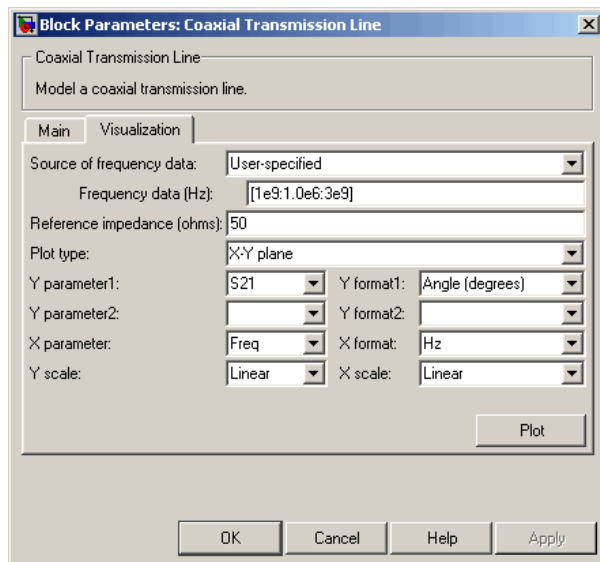 Block Parameters: Coaxial Transmission Line
Coaxial Transmission Line
Model a coaxial transmission line.
Main Visualization
Source of frequency data: User-specified
Frequency data (Hz): [1e9:1.0e6:3e9]
Reference impedance (ohms): 50
Plot type: X-Y plane
Y parameter1: S21 Y format1: Angle (degrees)
Y parameter2: Y format2:
X parameter: Freq X format: Hz
Y scale: Linear X scale: Linear
Plot
OK Cancel Help Apply